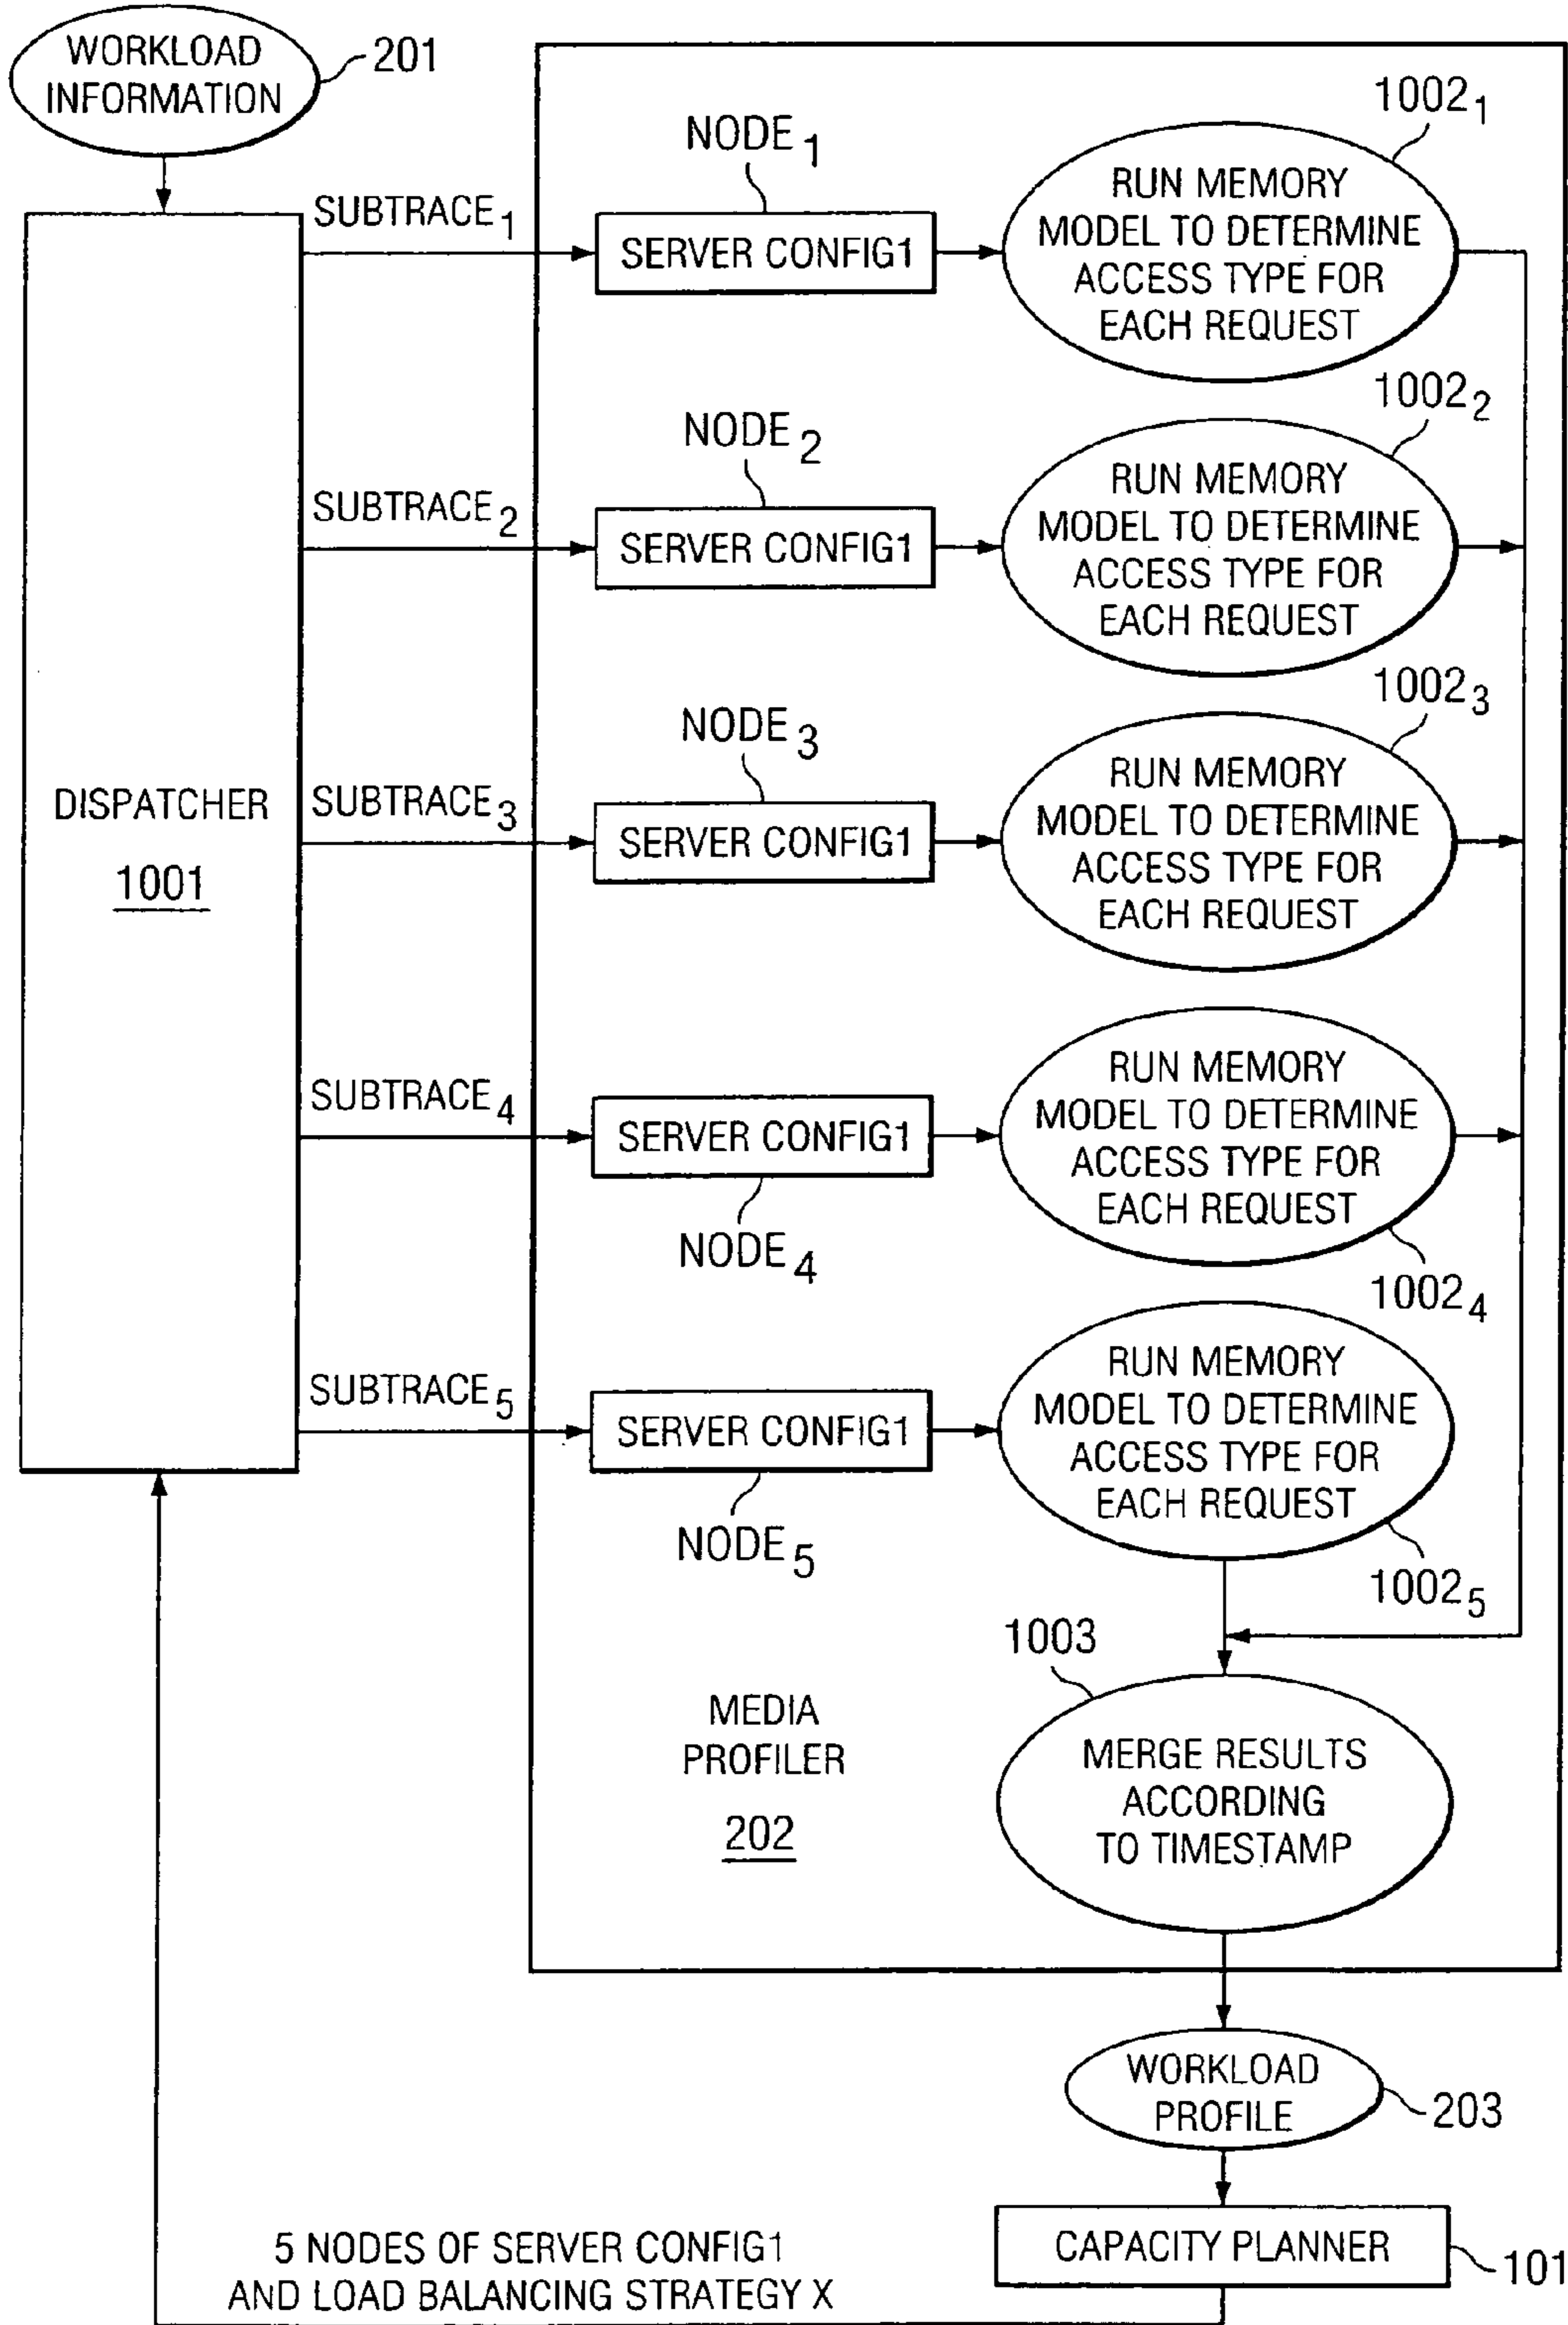 WORKLOAD
INFORMATION
201
DISPATCHER
1001
SUBTRACE1
NODE1
SERVER CONFIG1
10021
RUN MEMORY
MODEL TO DETERMINE
ACCESS TYPE FOR
EACH REQUEST
SUBTRACE2
NODE2
SERVER CONFIG1
10022
RUN MEMORY
MODEL TO DETERMINE
ACCESS TYPE FOR
EACH REQUEST
SUBTRACE3
NODE3
SERVER CONFIG1
10023
RUN MEMORY
MODEL TO DETERMINE
ACCESS TYPE FOR
EACH REQUEST
SUBTRACE4
SERVER CONFIG1
NODE4
RUN MEMORY
MODEL TO DETERMINE
ACCESS TYPE FOR
EACH REQUEST
10024
SUBTRACE5
SERVER CONFIG1
NODE5
RUN MEMORY
MODEL TO DETERMINE
ACCESS TYPE FOR
EACH REQUEST
10025
1003
MERGE RESULTS
ACCORDING
TO TIMESTAMP
MEDIA
PROFILER
202
WORKLOAD
PROFILE
203
CAPACITY PLANNER
101
5 NODES OF SERVER CONFIG1
AND LOAD BALANCING STRATEGY X